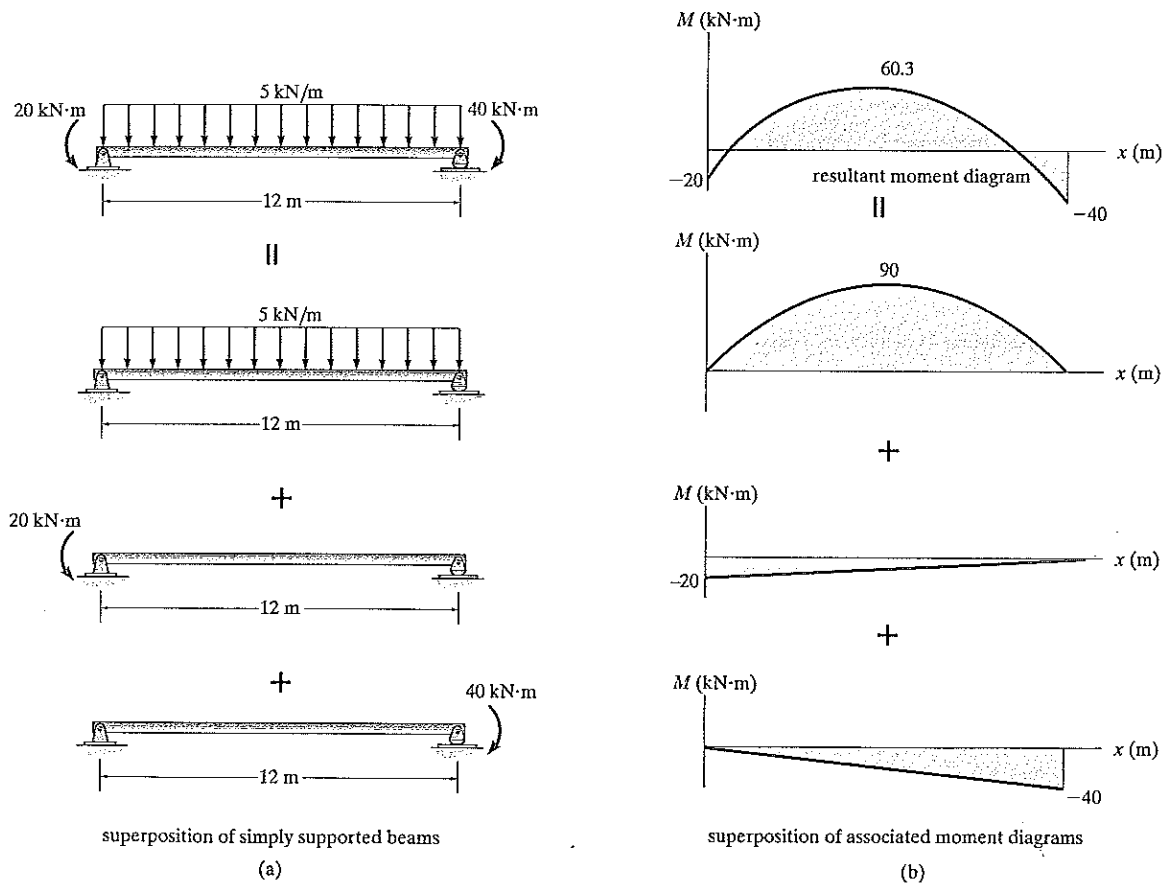 5 kN/m
20 kN·m
40 kN·m
12 m
=
5 kN/m
12 m
+
20 kN·m
12 m
+
40 kN·m
12 m
superposition of simply supported beams
(a)
M (kN·m)
60.3
x (m)
−20
resultant moment diagram
−40
=
M (kN·m)
90
x (m)
+
M (kN·m)
x (m)
−20
+
M (kN·m)
x (m)
−40
superposition of associated moment diagrams
(b)